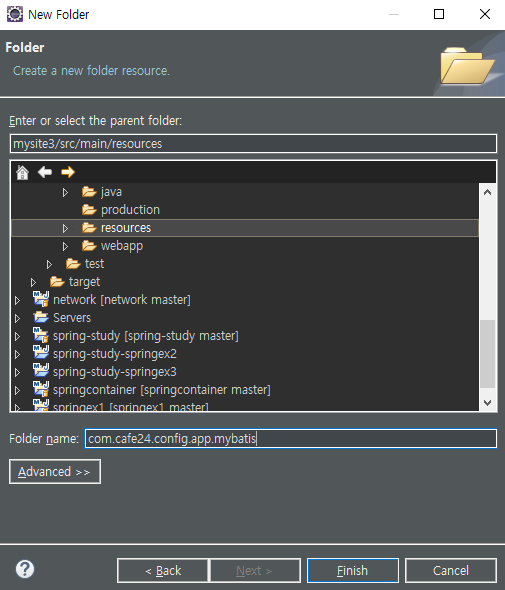 New Folder
Folder
Create a new folder resource.
Enter or select the parent folder:
mysite3/src/main/resources
java
production
resources
webapp
test
target
network [network master]
Servers
spring-study [spring-study master]
spring-study-springex2
spring-study-springex3
springcontainer [springcontainer master]
springex1 [springex1 master]
Folder name: com.cafe24.config.app.mybatis
Advanced >>
< Back Next > Finish Cancel